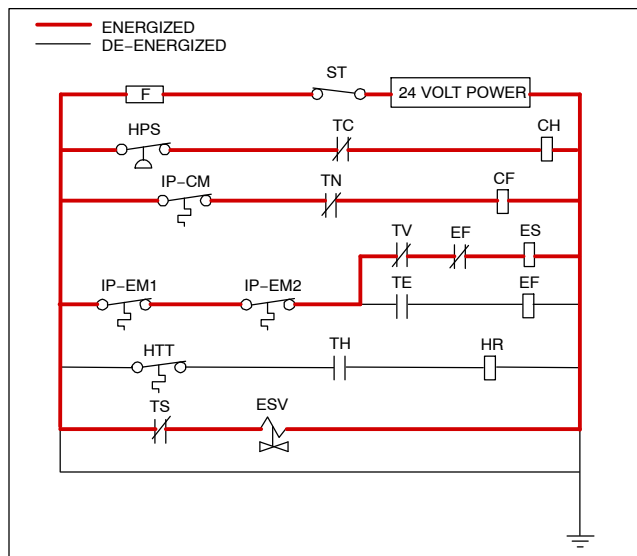 ENERGIZED
DE-ENERGIZED
F
ST
24 VOLT POWER
HPS
TC
CH
IP-CM
TN
CF
TV
EF
ES
IP-EM1
IP-EM2
TE
EF
HTT
TH
HR
TS
ESV